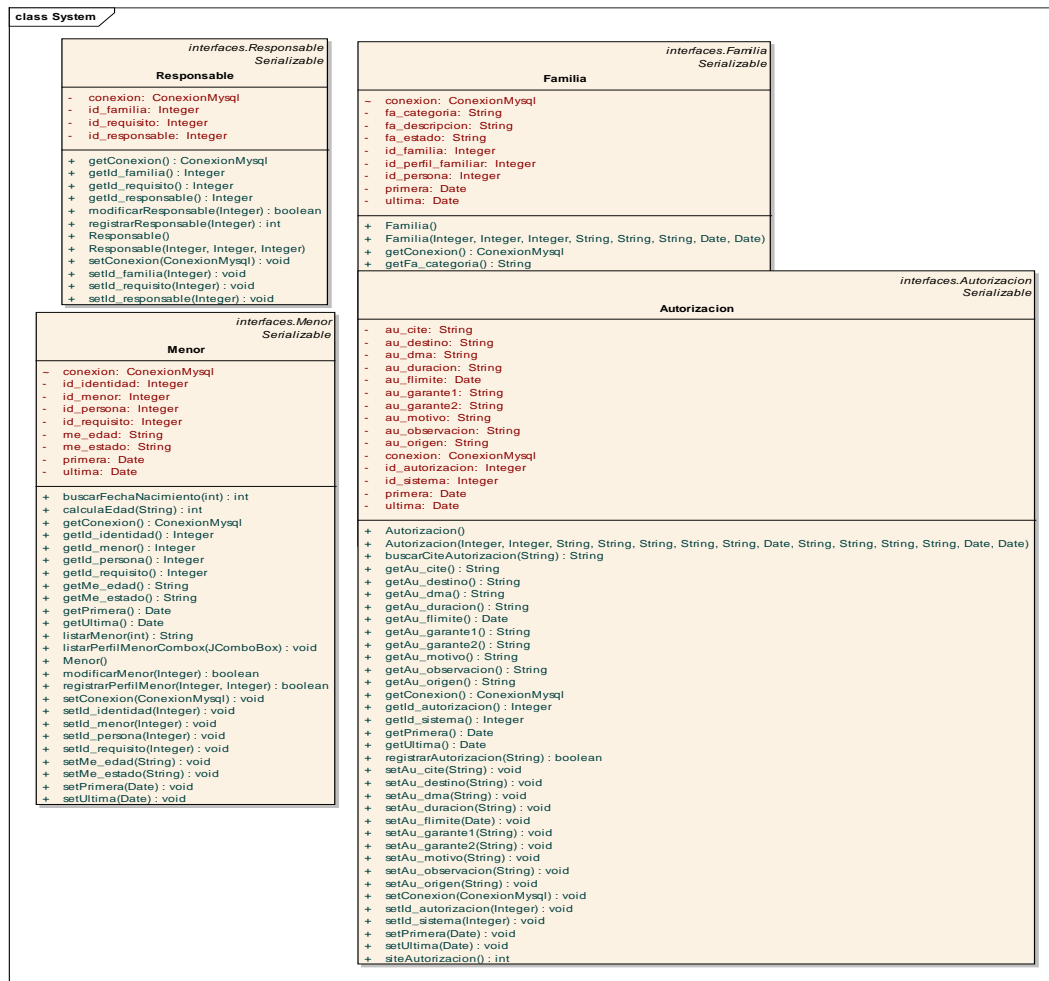 class System
interfaces.Responsable
Serializable
Responsable
- conexion: ConexionMysql
- id_familia: Integer
- id_requisito: Integer
- id_responsable: Integer
+ getConexion() : ConexionMysql
+ getId_familia() : Integer
+ getId_requisito() : Integer
+ getId_responsable() : Integer
+ modificarResponsable(Integer) : boolean
+ registrarResponsable(Integer) : int
+ Responsable()
+ Responsable(Integer, Integer, Integer)
+ setConexion(ConexionMysql) : void
+ setId_familia(Integer) : void
+ setId_requisito(Integer) : void
+ setId_responsable(Integer) : void
interfaces.Familia
Serializable
Familia
~ conexion: ConexionMysql
- fa_categoria: String
- fa_descripcion: String
- fa_estado: String
- id_familia: Integer
- id_perfil_familiar: Integer
- id_persona: Integer
- primera: Date
- ultima: Date
+ Familia()
+ Familia(Integer, Integer, Integer, String, String, String, Date, Date)
+ getConexion() : ConexionMysql
+ getFa_categoria() : String
interfaces.Menor
Serializable
Menor
~ conexion: ConexionMysql
- id_identidad: Integer
- id_menor: Integer
- id_persona: Integer
- id_requisito: Integer
- me_edad: String
- me_estado: String
- primera: Date
- ultima: Date
+ buscarFechaNacimiento(int) : int
+ calculaEdad(String) : int
+ getConexion() : ConexionMysql
+ getId_identidad() : Integer
+ getId_menor() : Integer
+ getId_persona() : Integer
+ getId_requisito() : Integer
+ getMe_edad() : String
+ getMe_estado() : String
+ getPrimera() : Date
+ getUltima() : Date
+ listarMenor(int) : String
+ listarPerfilMenorCombox(JComboBox) : void
+ Menor()
+ modificarMenor(Integer) : boolean
+ registrarPerfilMenor(Integer, Integer) : boolean
+ setConexion(ConexionMysql) : void
+ setId_identidad(Integer) : void
+ setId_menor(Integer) : void
+ setId_persona(Integer) : void
+ setId_requisito(Integer) : void
+ setMe_edad(String) : void
+ setMe_estado(String) : void
+ setPrimera(Date) : void
+ setUltima(Date) : void
interfaces.Autorizacion
Serializable
Autorizacion
- au_cite: String
- au_destino: String
- au_dma: String
- au_duracion: String
- au_flimite: Date
- au_garante1: String
- au_garante2: String
- au_motivo: String
- au_observacion: String
- au_origen: String
- conexion: ConexionMysql
- id_autorizacion: Integer
- id_sistema: Integer
- primera: Date
- ultima: Date
+ Autorizacion()
+ Autorizacion(Integer, Integer, String, String, String, String, String, Date, String, String, String, String, Date, Date)
+ buscarCiteAutorizacion(String) : String
+ getAu_cite() : String
+ getAu_destino() : String
+ getAu_dma() : String
+ getAu_duracion() : String
+ getAu_flimite() : Date
+ getAu_garante1() : String
+ getAu_garante2() : String
+ getAu_motivo() : String
+ getAu_observacion() : String
+ getAu_origen() : String
+ getConexion() : ConexionMysql
+ getId_autorizacion() : Integer
+ getId_sistema() : Integer
+ getPrimera() : Date
+ getUltima() : Date
+ registrarAutorizacion(String) : boolean
+ setAu_cite(String) : void
+ setAu_destino(String) : void
+ setAu_dma(String) : void
+ setAu_duracion(String) : void
+ setAu_flimite(Date) : void
+ setAu_garante1(String) : void
+ setAu_garante2(String) : void
+ setAu_motivo(String) : void
+ setAu_observacion(String) : void
+ setAu_origen(String) : void
+ setConexion(ConexionMysql) : void
+ setId_autorizacion(Integer) : void
+ setId_sistema(Integer) : void
+ setPrimera(Date) : void
+ setUltima(Date) : void
+ siteAutorizacion() : int